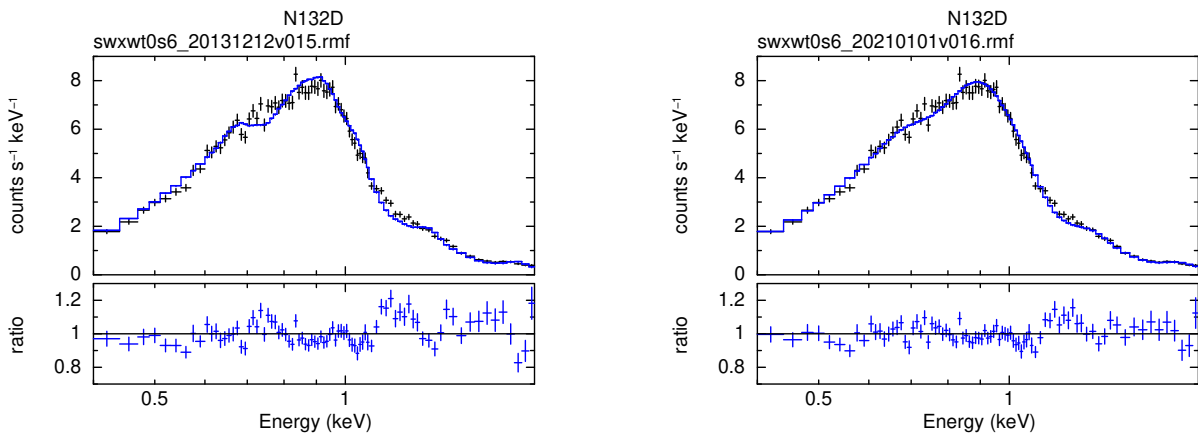 N132D
swxwt0s6_20131212v015.rmf
8
6
4
2
0
counts s⁻¹ keV⁻¹
1.2
1
0.8
ratio
0.5
1
Energy (keV)
N132D
swxwt0s6_20210101v016.rmf
8
6
4
2
0
counts s⁻¹ keV⁻¹
1.2
1
0.8
ratio
0.5
1
Energy (keV)